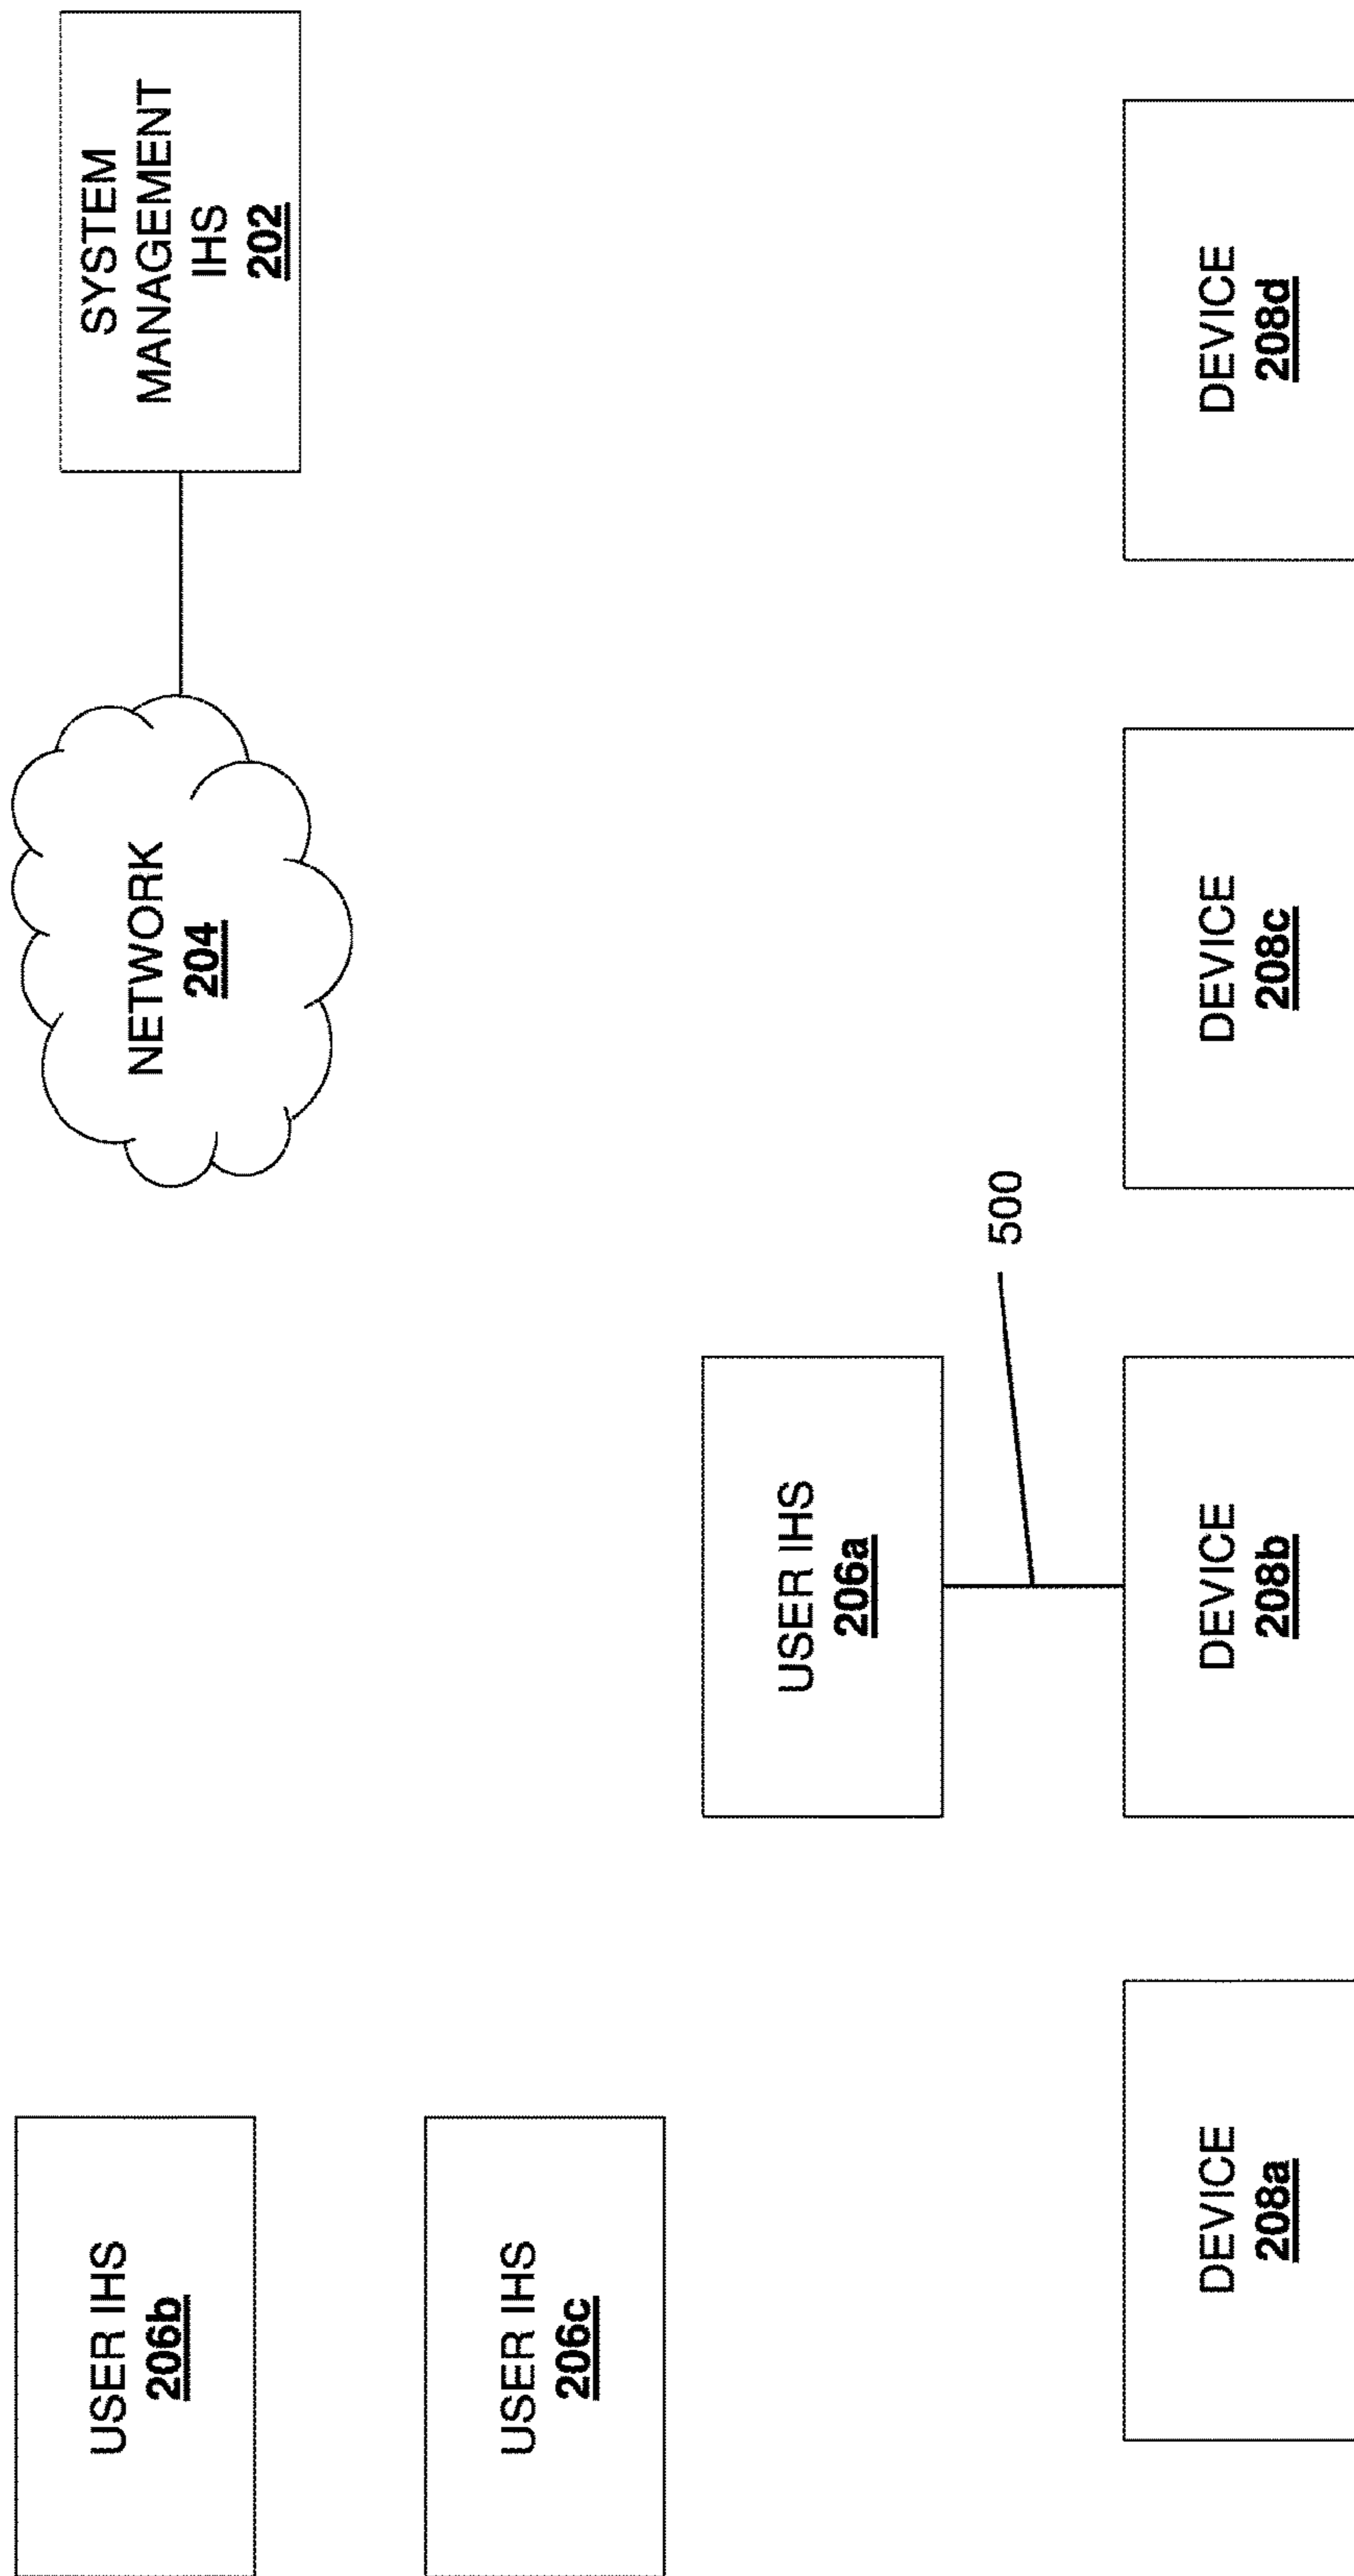 USER IHS
206b
NETWORK
204
SYSTEM
MANAGEMENT
IHS
202
USER IHS
206c
USER IHS
206a
500
DEVICE
208a
DEVICE
208b
DEVICE
208c
DEVICE
208d